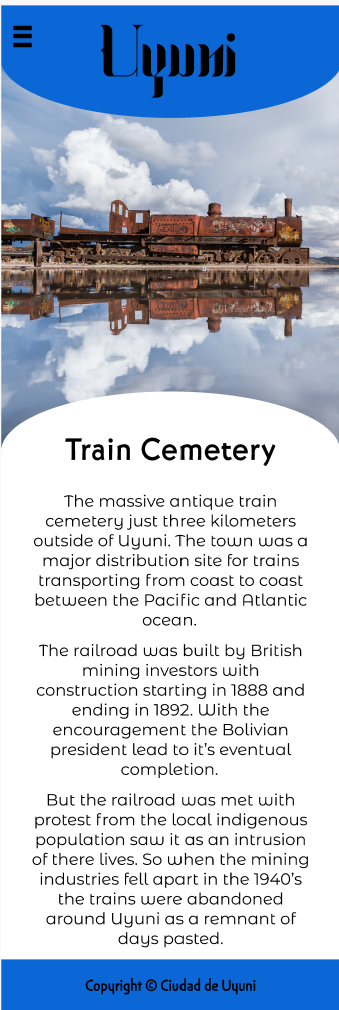 Uyuni
Train Cemetery
The massive antique train
cemetery just three kilometers
outside of Uyuni. The town was a
major distribution site for trains
transporting from coast to coast
between the Pacific and Atlantic
ocean.
The railroad was built by British
mining investors with
construction starting in 1888 and
ending in 1892. With the
encouragement the Bolivian
president lead to it's eventual
completion.
But the railroad was met with
protest from the local indigenous
population saw it as an intrusion
of there lives. So when the mining
industries fell apart in the 1940's
the trains were abandoned
around Uyuni as a remnant of
days pasted.
Copyright © Ciudad de Uyuni